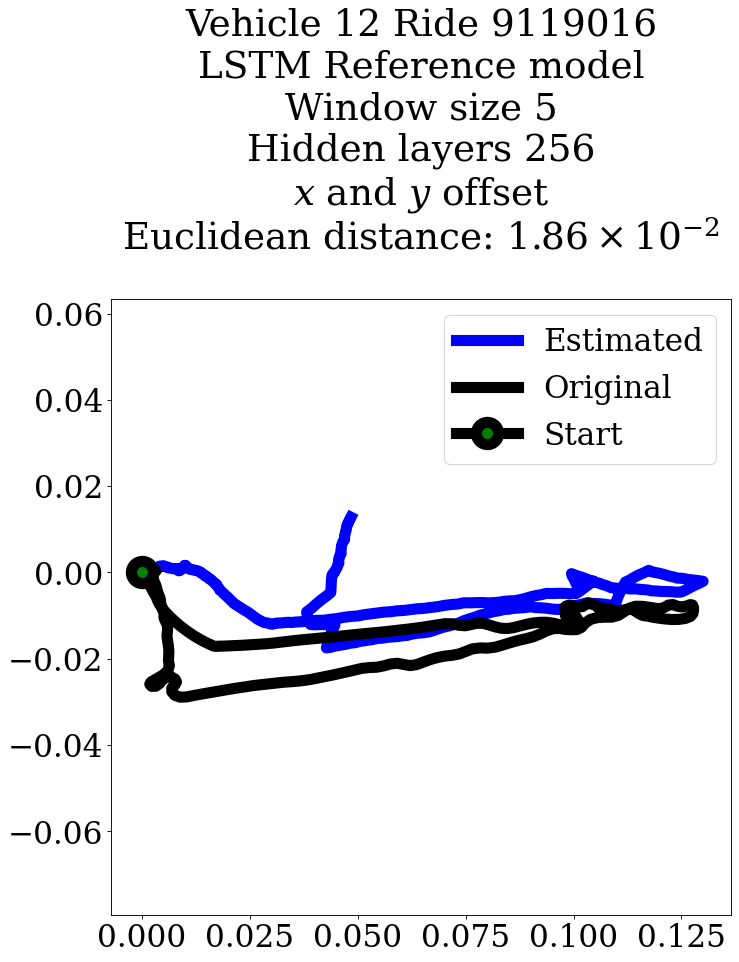 Vehicle 12 Ride 9119016
LSTM Reference model
Window size 5
Hidden layers 256
x and y offset
Euclidean distance: 1.86 × 10⁻²
Estimated
Original
Start
0.06
0.04
0.02
0.00
−0.02
−0.04
−0.06
0.000 0.025 0.050 0.075 0.100 0.125